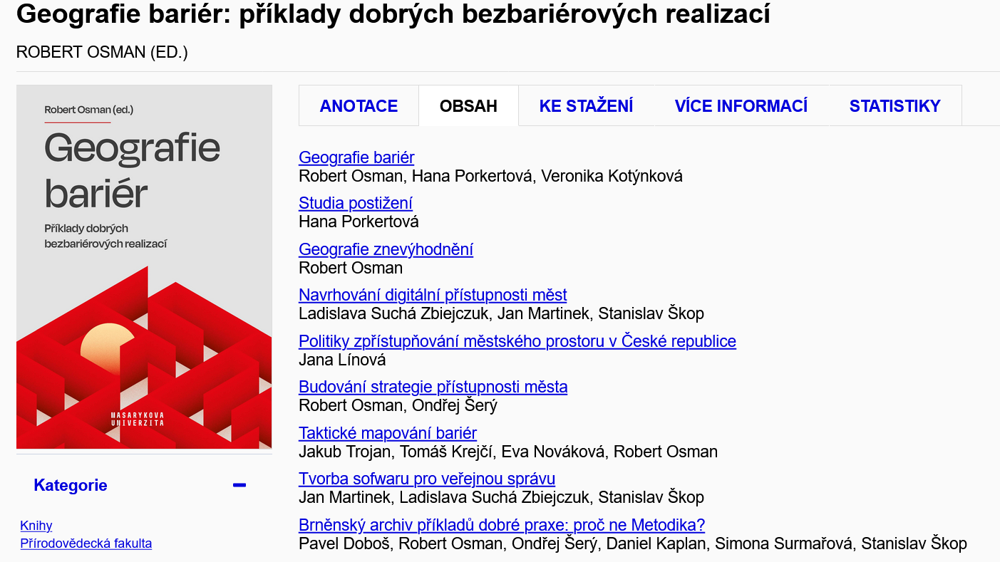 Geografie bariér: příklady dobrých bezbariérových realizací
ROBERT OSMAN (ED.)
Robert Osman (ed.)
Geografie
bariér
Příklady dobrých
bezbariérových realizací
MASARYKOVA
UNIVERZITA
Kategorie
Knihy
Přírodovědecká fakulta
ANOTACE OBSAH KE STAŽENÍ VÍCE INFORMACÍ STATISTIKY
Geografie bariér
Robert Osman, Hana Porkertová, Veronika Kotýnková
Studia postižení
Hana Porkertová
Geografie znevýhodnění
Robert Osman
Navrhování digitální přístupnosti měst
Ladislava Suchá Zbiejczuk, Jan Martinek, Stanislav Škop
Politiky zpřístupňování městského prostoru v České republice
Jana Línová
Budování strategie přístupnosti města
Robert Osman, Ondřej Šerý
Taktické mapování bariér
Jakub Trojan, Tomáš Krejčí, Eva Nováková, Robert Osman
Tvorba sofwaru pro veřejnou správu
Jan Martinek, Ladislava Suchá Zbiejczuk, Stanislav Škop
Brněnský archiv příkladů dobré praxe: proč ne Metodika?
Pavel Doboš, Robert Osman, Ondřej Šerý, Daniel Kaplan, Simona Surmařová, Stanislav Škop